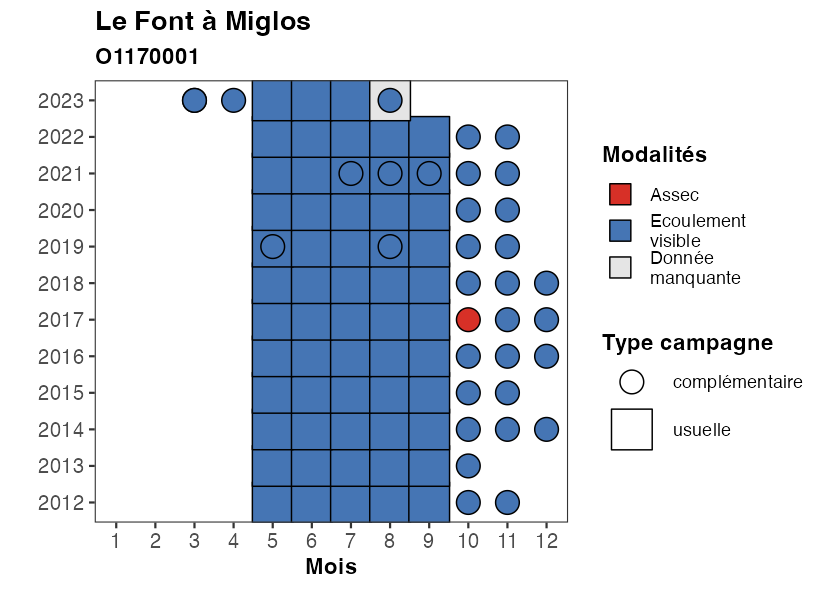 Le Font à Miglos
O1170001
2023
2022
2021
2020
2019
2018
2017
2016
2015
2014
2013
2012
1 2 3 4 5 6 7 8 9 10 11 12
Mois
Modalités
Assec
Ecoulement
visible
Donnée
manquante
Type campagne
complémentaire
usuelle